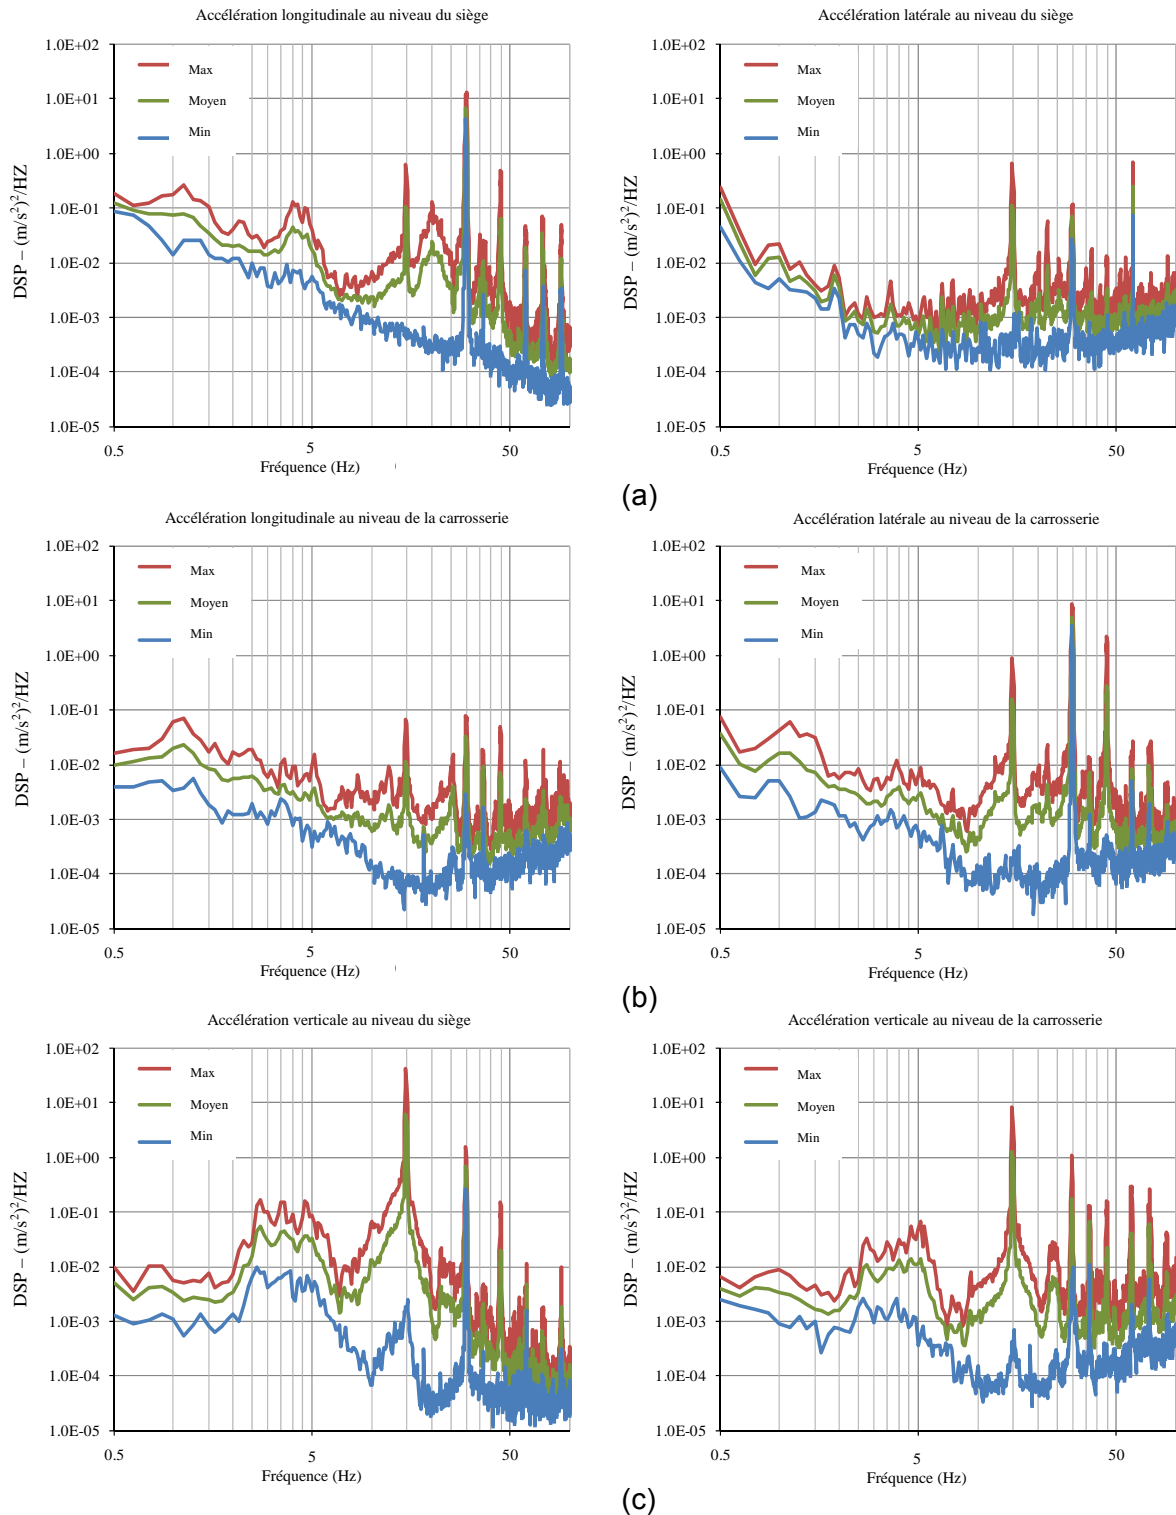 Accélération longitudinale au niveau du siège
1.0E+02
1.0E+01
1.0E+00
1.0E-01
1.0E-02
1.0E-03
1.0E-04
1.0E-05
DSP – (m/s²)²/HZ
Max
Moyen
Min
0.5
5
50
Fréquence (Hz)
Accélération latérale au niveau du siège
1.0E+02
1.0E+01
1.0E+00
1.0E-01
1.0E-02
1.0E-03
1.0E-04
1.0E-05
DSP – (m/s²)²/HZ
Max
Moyen
Min
0.5
5
50
Fréquence (Hz)
(a)
Accélération longitudinale au niveau de la carrosserie
1.0E+02
1.0E+01
1.0E+00
1.0E-01
1.0E-02
1.0E-03
1.0E-04
1.0E-05
DSP – (m/s²)²/HZ
Max
Moyen
Min
0.5
5
50
Fréquence (Hz)
Accélération latérale au niveau de la carrosserie
1.0E+02
1.0E+01
1.0E+00
1.0E-01
1.0E-02
1.0E-03
1.0E-04
1.0E-05
DSP – (m/s²)²/HZ
Max
Moyen
Min
0.5
5
50
Fréquence (Hz)
(b)
Accélération verticale au niveau du siège
1.0E+02
1.0E+01
1.0E+00
1.0E-01
1.0E-02
1.0E-03
1.0E-04
1.0E-05
DSP – (m/s²)²/HZ
Max
Moyen
Min
0.5
5
50
Fréquence (Hz)
Accélération verticale au niveau de la carrosserie
1.0E+02
1.0E+01
1.0E+00
1.0E-01
1.0E-02
1.0E-03
1.0E-04
1.0E-05
DSP – (m/s²)²/HZ
Max
Moyen
Min
0.5
5
50
Fréquence (Hz)
(c)